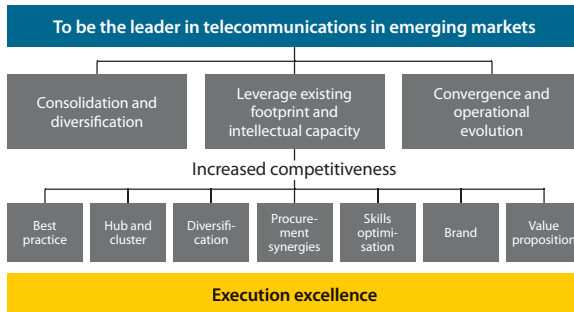 To be the leader in telecommunications in emerging markets
Consolidation and
diversification
Leverage existing
footprint and
intellectual capacity
Convergence and
operational
evolution
Increased competitiveness
Best
practice
Hub and
cluster
Diversifi-
cation
Procure-
ment
synergies
Skills
optimi-
sation
Brand
Value
proposition
Execution excellence